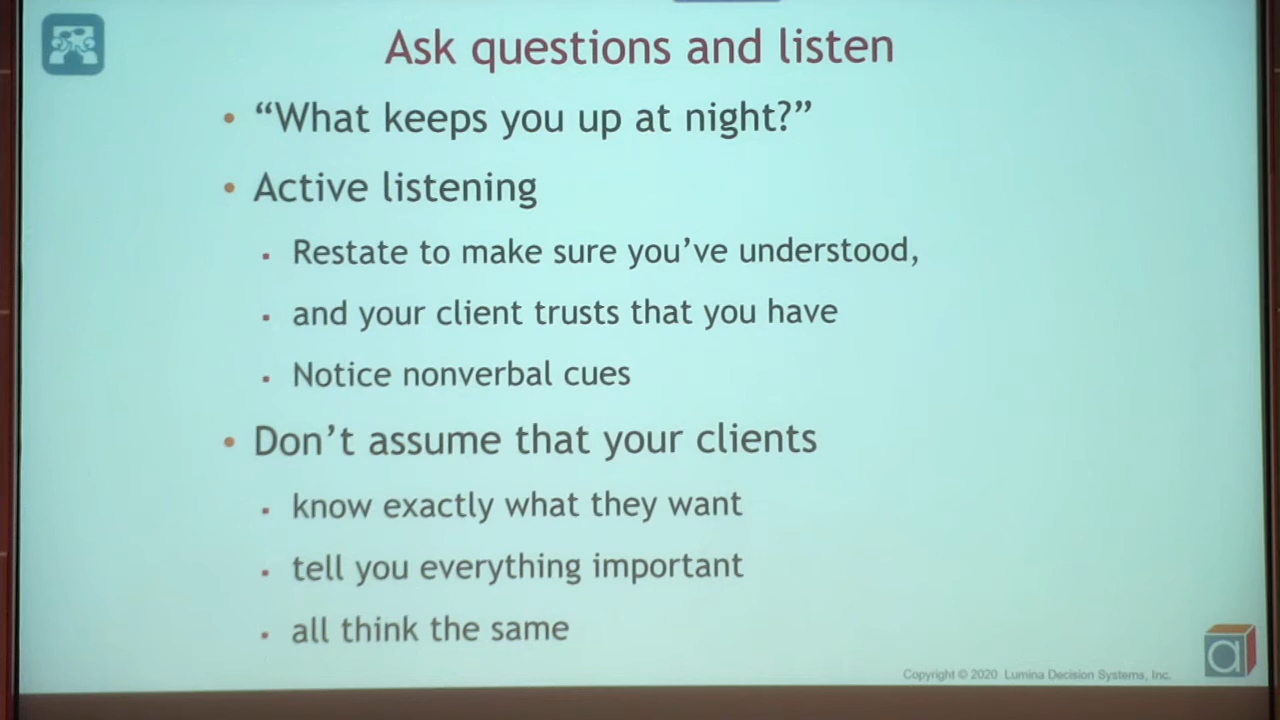 Ask questions and listen
• “What keeps you up at night?”
• Active listening
▪ Restate to make sure you’ve understood,
▪ and your client trusts that you have
▪ Notice nonverbal cues
• Don’t assume that your clients
▪ know exactly what they want
▪ tell you everything important
▪ all think the same
a
Copyright © 2020 Lumina Decision Systems, Inc.